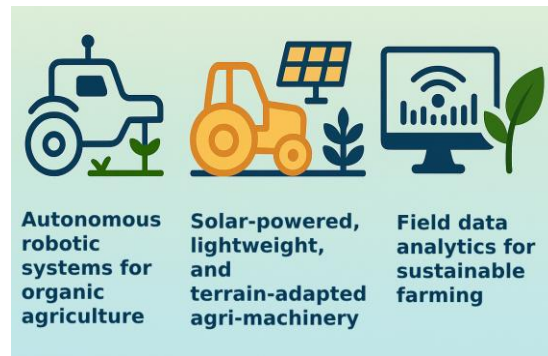 Autonomous
robotic
systems for
organic
agriculture
Solar-powered,
lightweight,
and
terrain-adapted
agri-machinery
Field data
analytics for
sustainable
farming